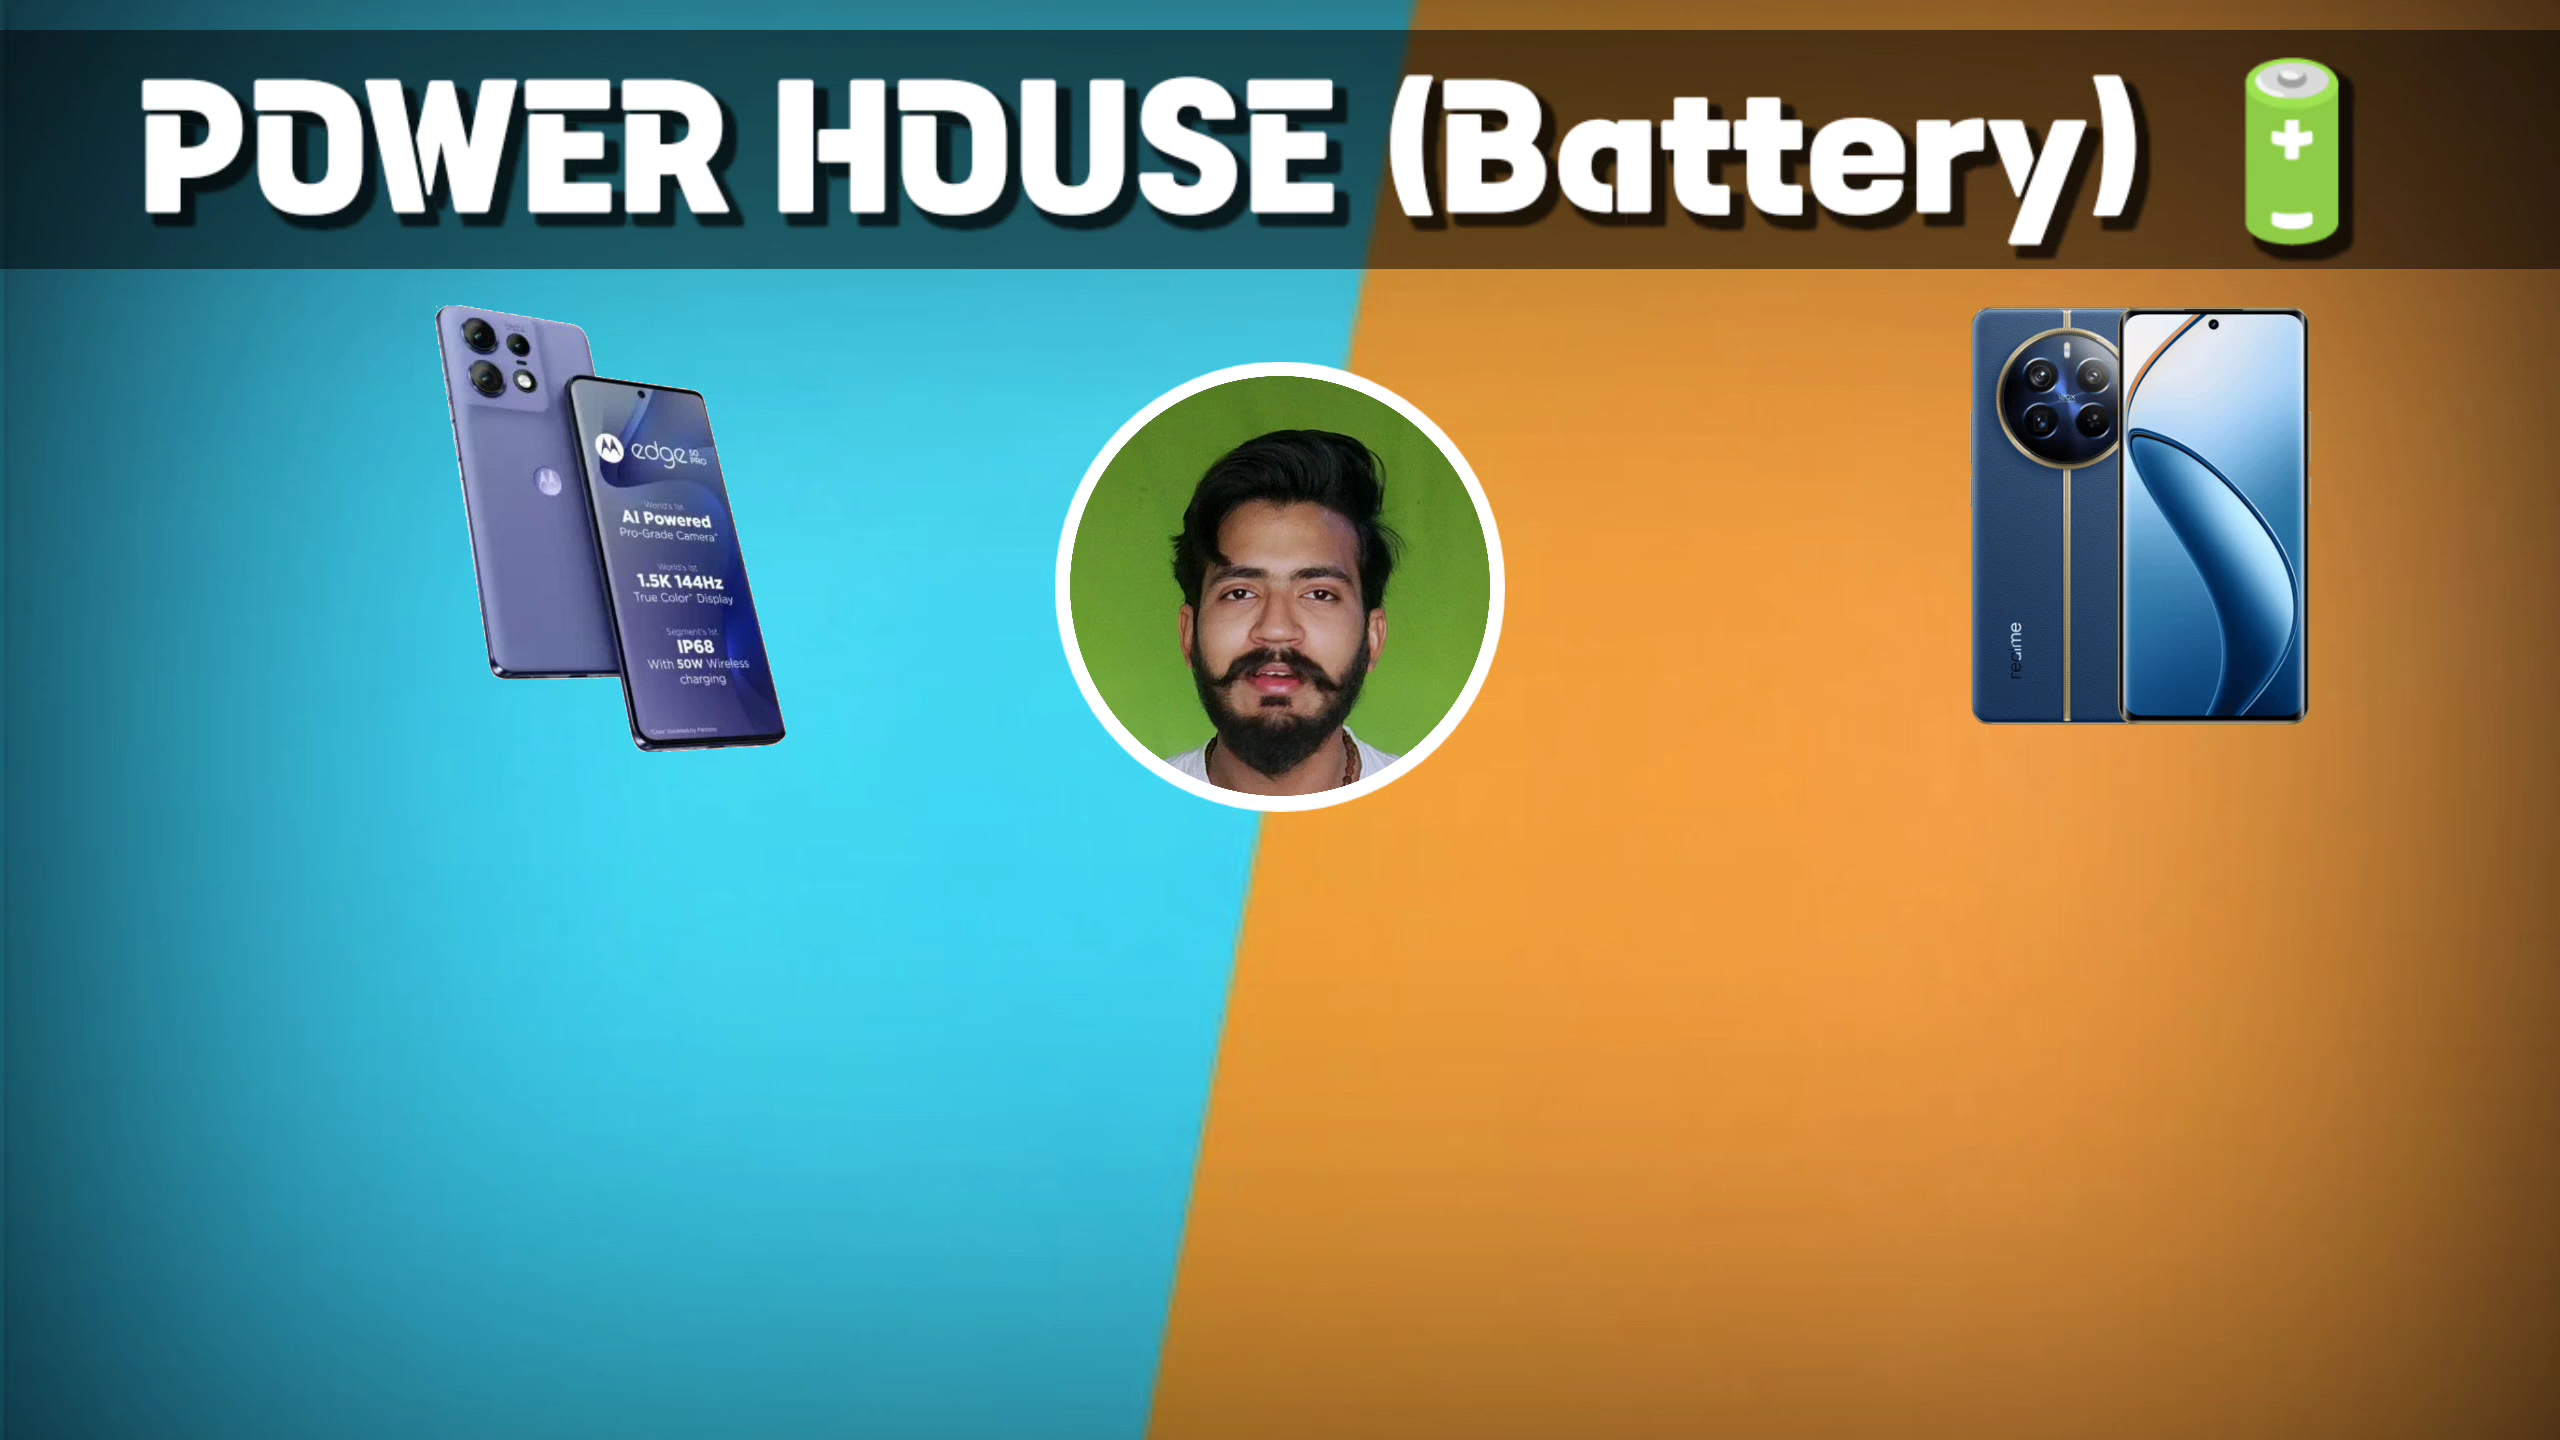 POWER HOUSE (Battery)
edge 50 PRO
World's 1st
AI Powered
Pro-Grade Camera*
World's 1st
1.5K 144Hz
True Color* Display
Segment's 1st
IP68
With 50W Wireless
charging
realme